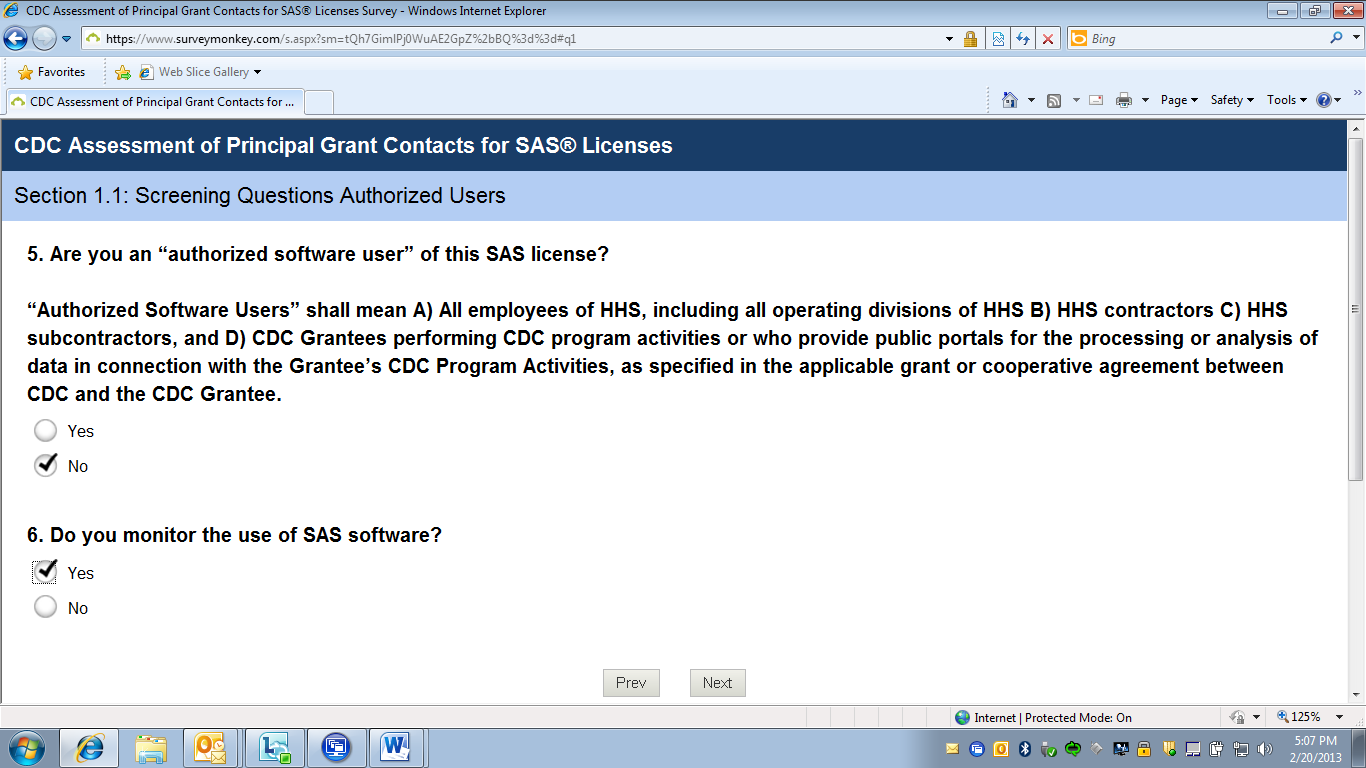 CDC Assessment of Principal Grant Contacts for SAS® Licenses Survey - Windows Internet Explorer
https://www.surveymonkey.com/s.aspx?sm=tQh7GimIPj0WuAE2GpZ%2bBQ%3d%3d#q1
Bing
Favorites
Web Slice Gallery
CDC Assessment of Principal Grant Contacts for ...
Page
Safety
Tools
CDC Assessment of Principal Grant Contacts for SAS® Licenses
Section 1.1: Screening Questions Authorized Users
5. Are you an “authorized software user” of this SAS license?
“Authorized Software Users” shall mean A) All employees of HHS, including all operating divisions of HHS B) HHS contractors C) HHS
subcontractors, and D) CDC Grantees performing CDC program activities or who provide public portals for the processing or analysis of
data in connection with the Grantee’s CDC Program Activities, as specified in the applicable grant or cooperative agreement between
CDC and the CDC Grantee.
Yes
No
6. Do you monitor the use of SAS software?
Yes
No
Prev
Next
Internet | Protected Mode: On
125%
5:07 PM
2/20/2013